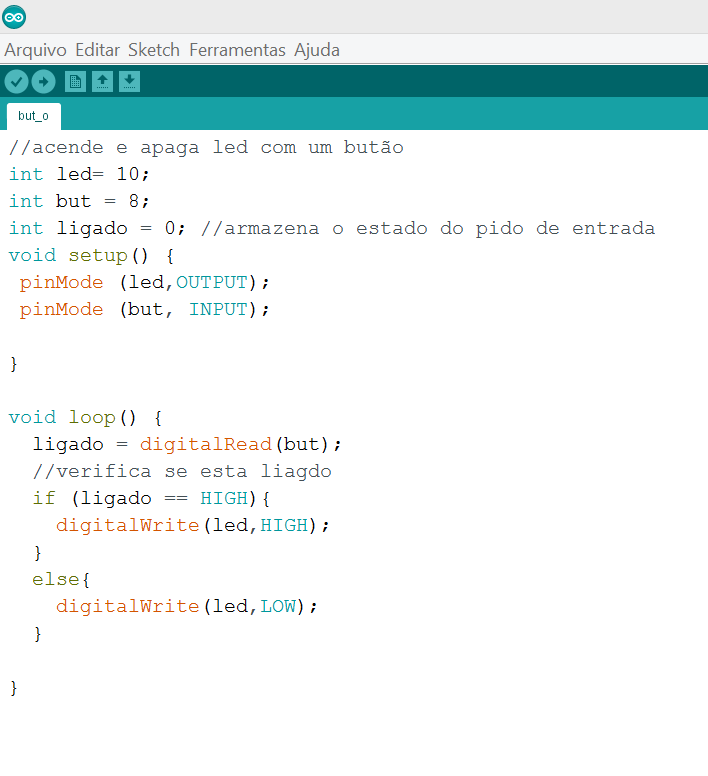 Arquivo Editar Sketch Ferramentas Ajuda
but_o
//acende e apaga led com um butão
int led= 10;
int but = 8;
int ligado = 0; //armazena o estado do pido de entrada
void setup() {
 pinMode (led,OUTPUT);
 pinMode (but, INPUT);
}
void loop() {
  ligado = digitalRead(but);
  //verifica se esta liagdo
  if (ligado == HIGH){
    digitalWrite(led,HIGH);
  }
  else{
    digitalWrite(led,LOW);
  }
}